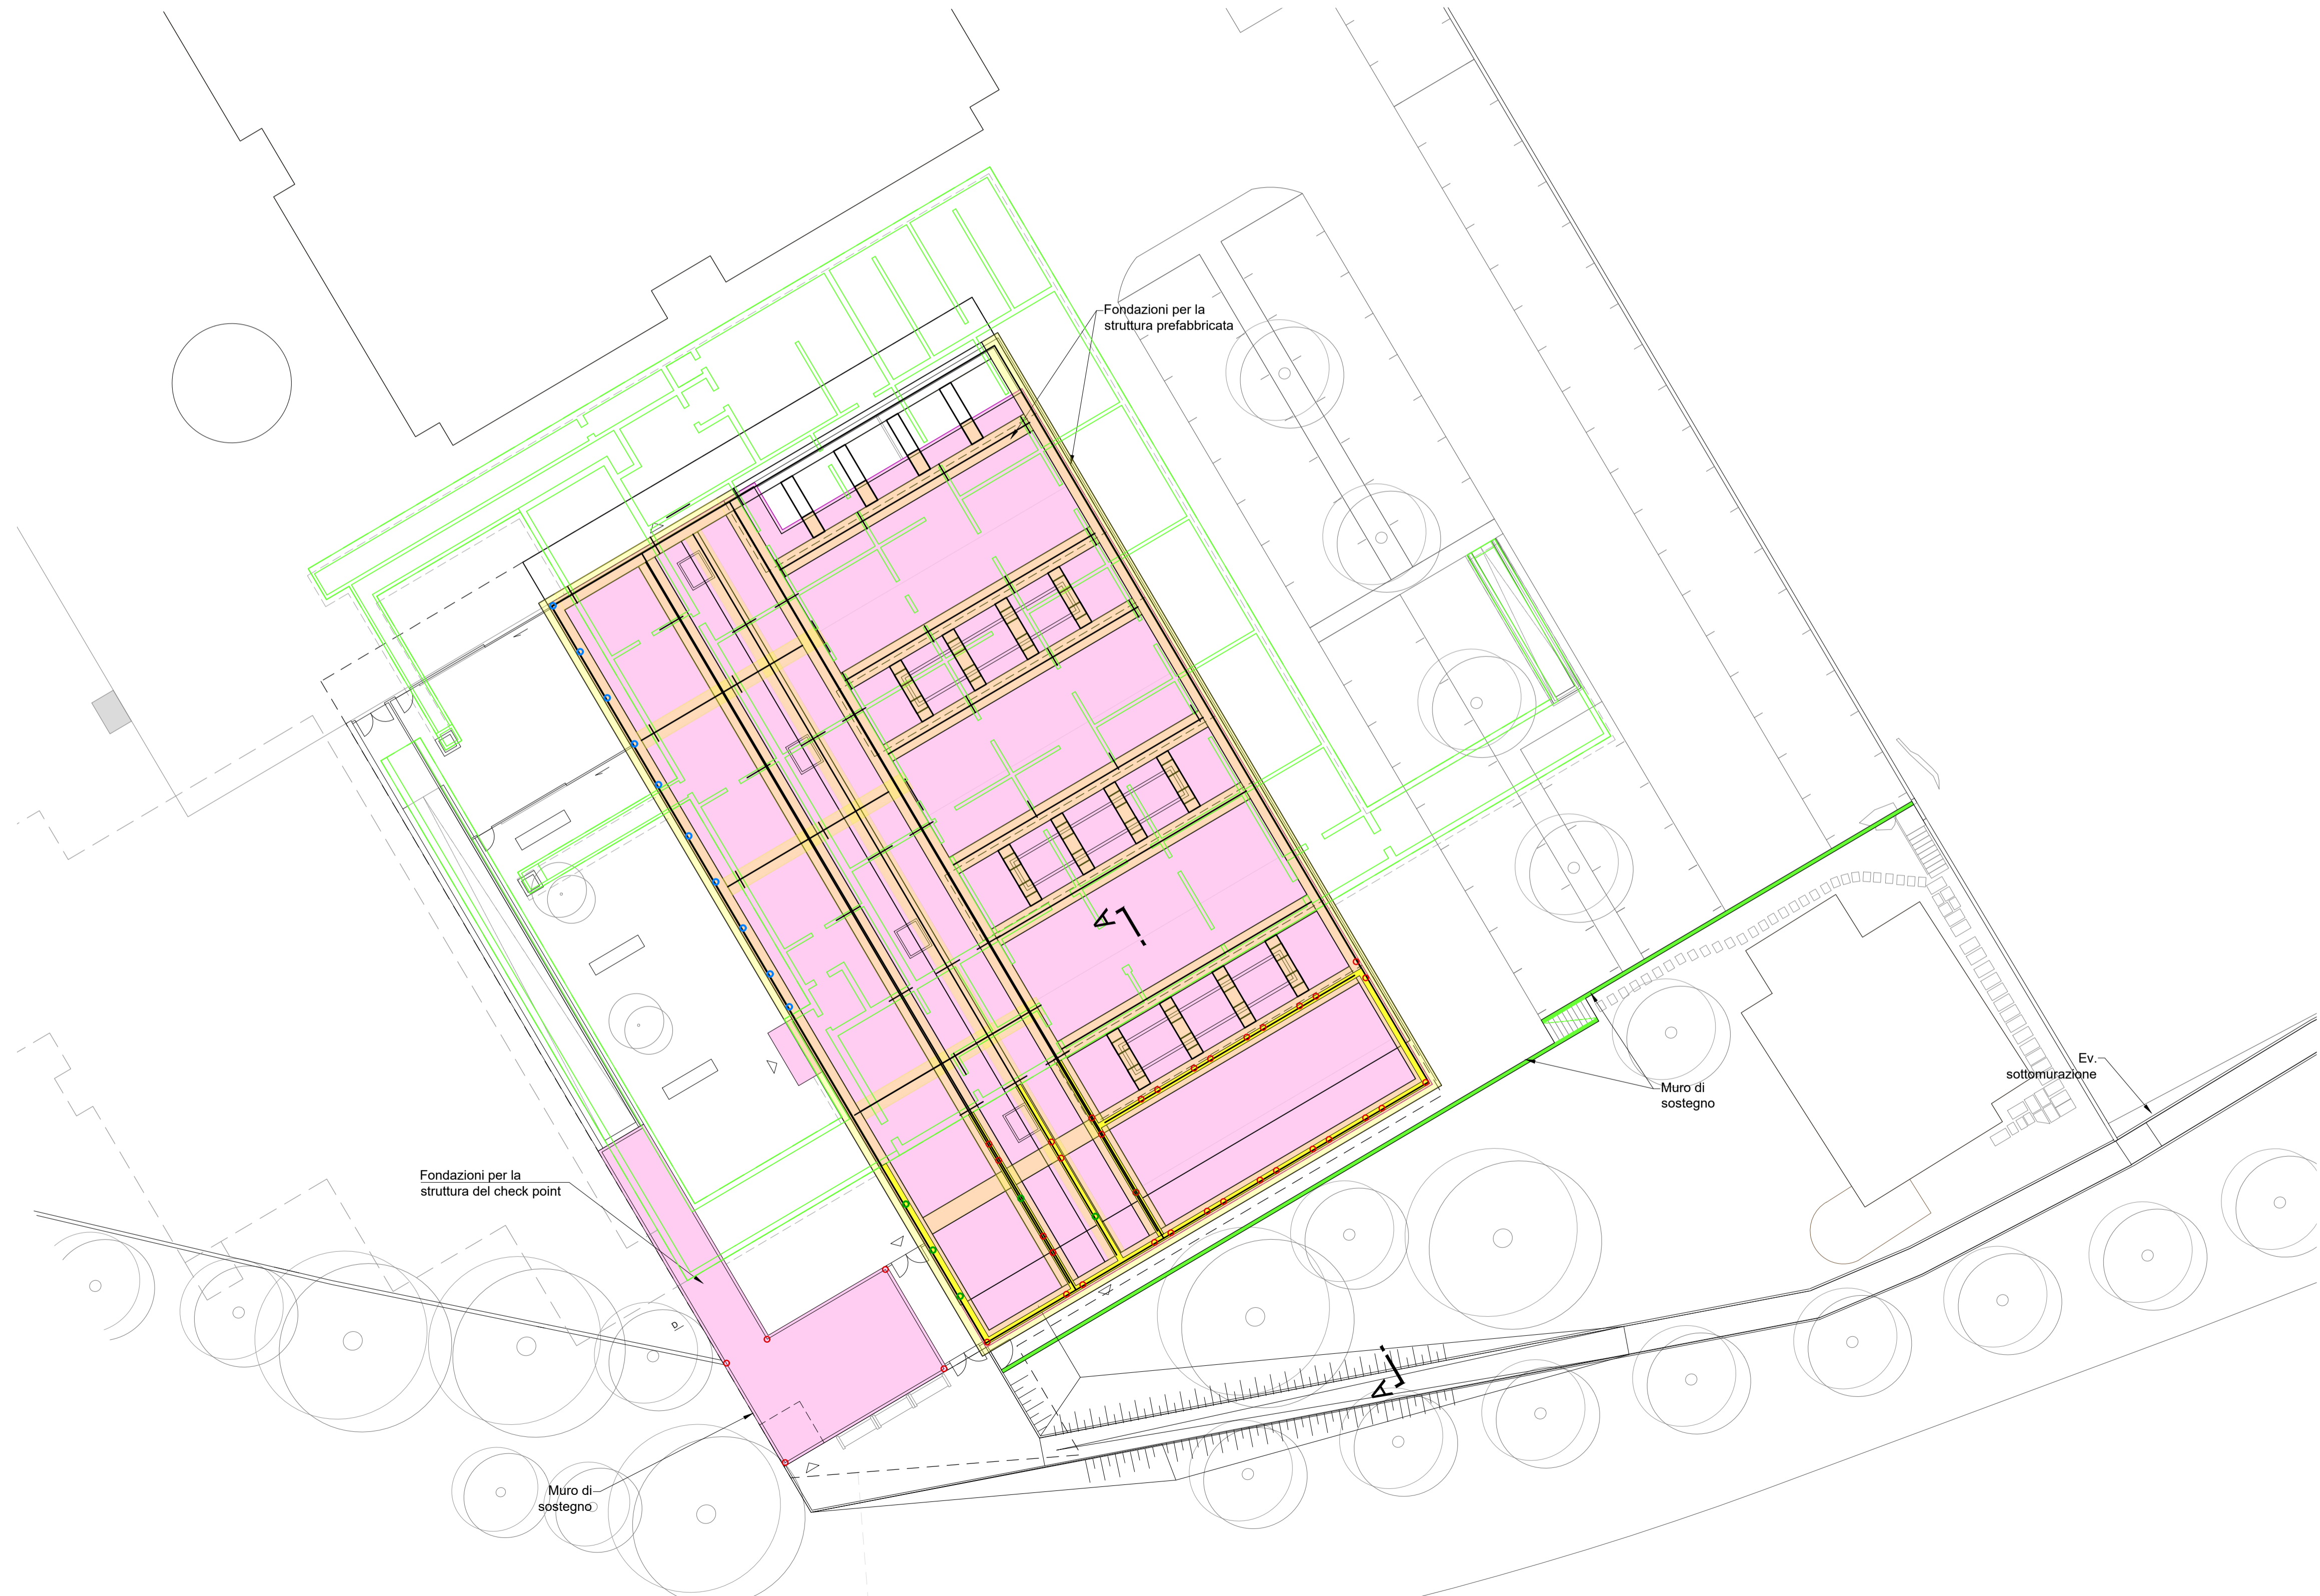 Fondazioni per la
struttura prefabbricata
A
Ev.
sottomurazione
Muro di
sostegno
Fondazioni per la
struttura del check point
D
A
Muro di
sostegno